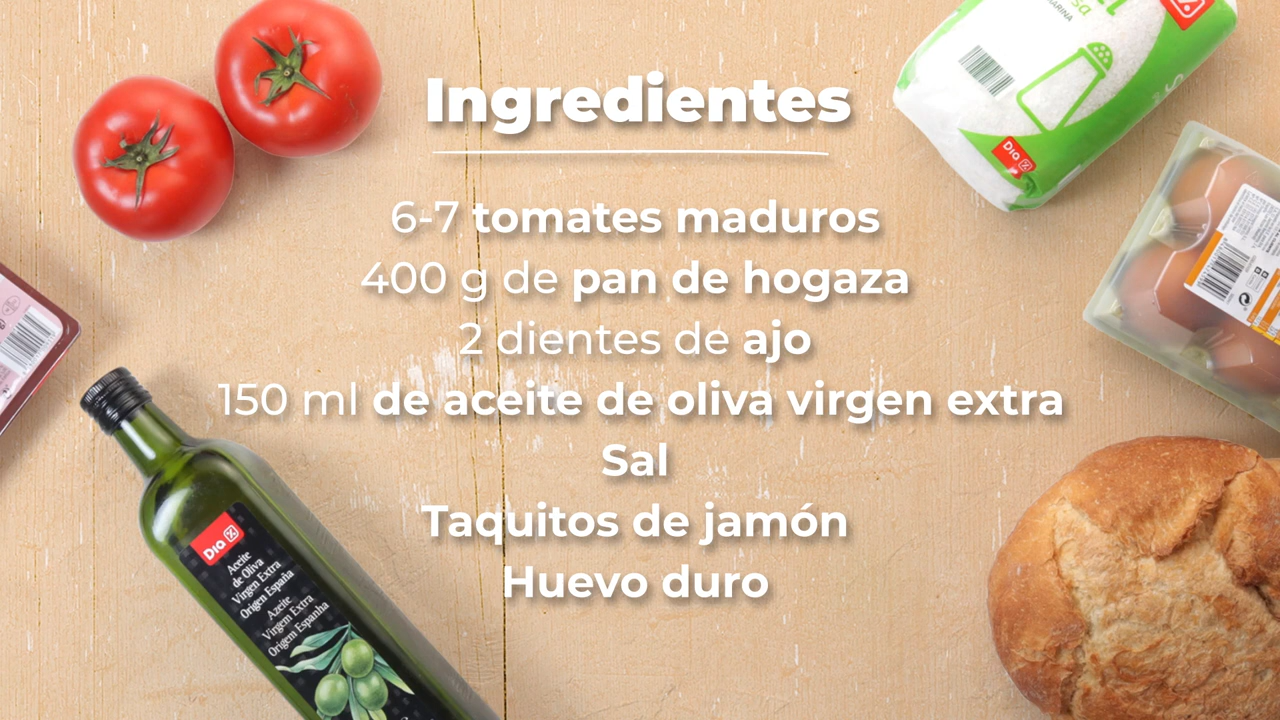 Ingredientes
6-7 tomates maduros
400 g de pan de hogaza
2 dientes de ajo
150 ml de aceite de oliva virgen extra
Sal
Taquitos de jamón
Huevo duro
Dia
Aceite
de Oliva
Virgen Extra
Origen España
Azeite
Virgem Extra
Origem Espanha
Dia